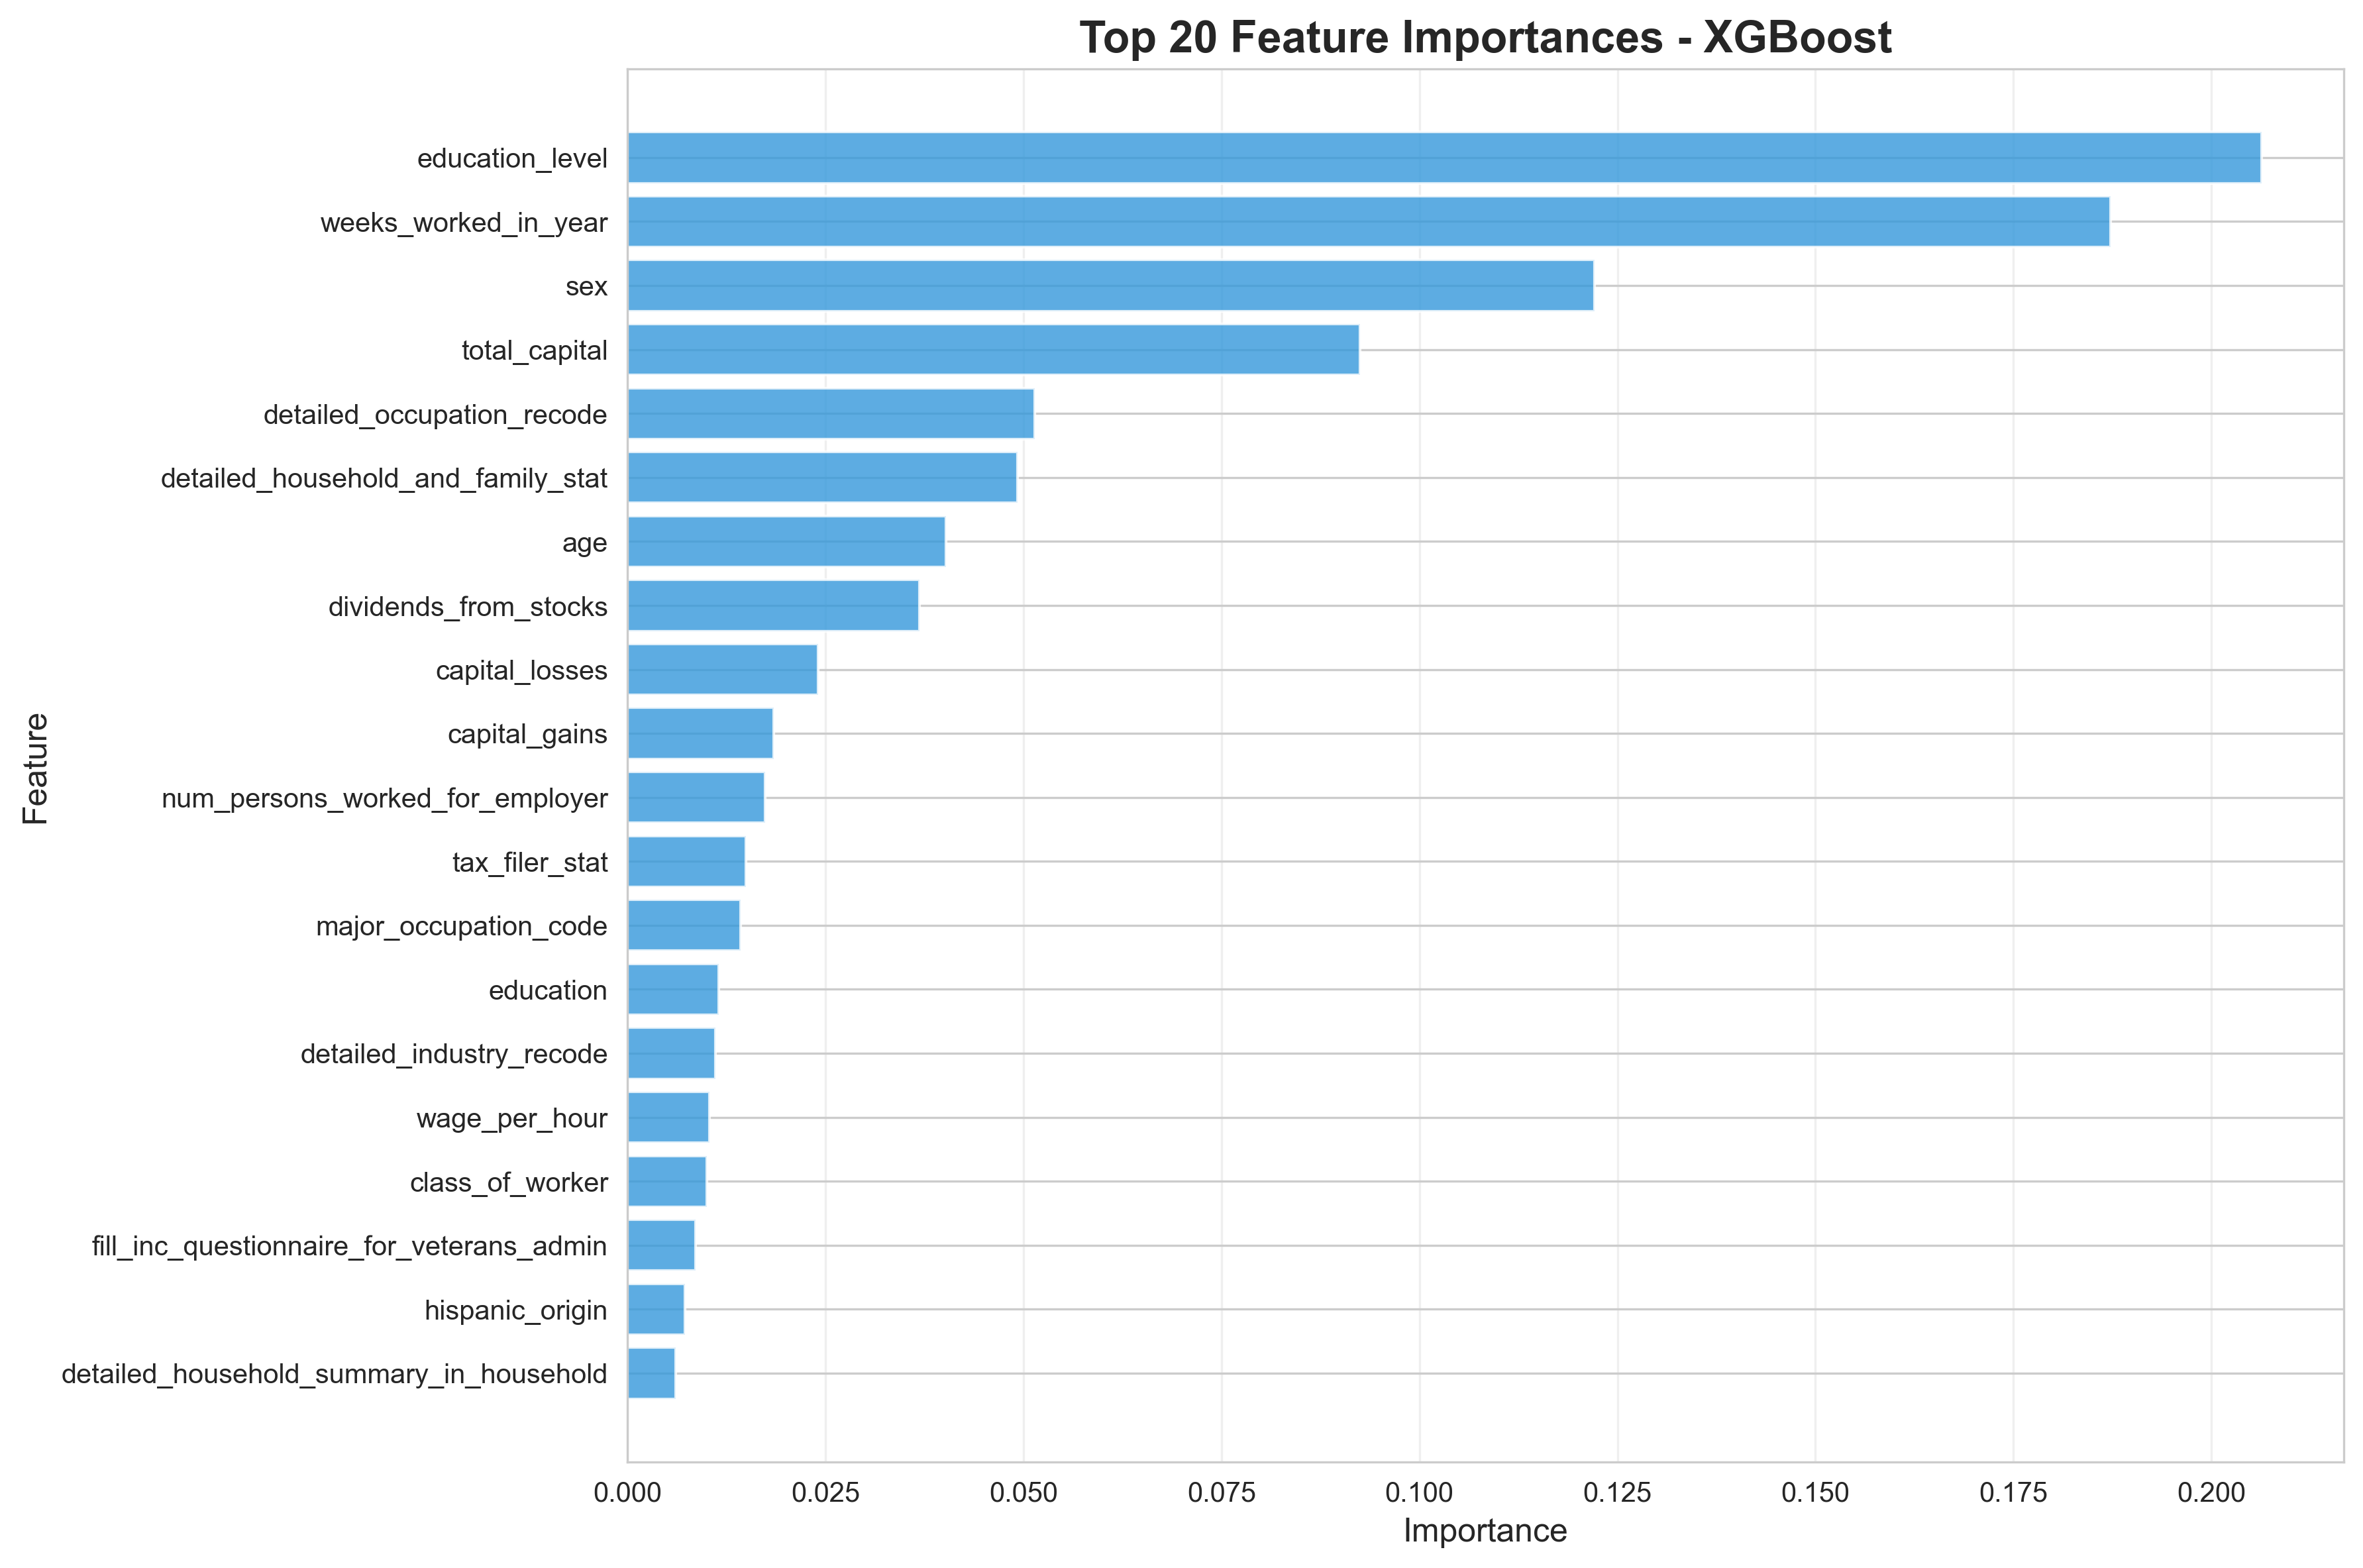 Top 20 Feature Importances - XGBoost
education_level
weeks_worked_in_year
sex
total_capital
detailed_occupation_recode
detailed_household_and_family_stat
age
dividends_from_stocks
capital_losses
capital_gains
num_persons_worked_for_employer
tax_filer_stat
major_occupation_code
education
detailed_industry_recode
wage_per_hour
class_of_worker
fill_inc_questionnaire_for_veterans_admin
hispanic_origin
detailed_household_summary_in_household
Feature
0.000 0.025 0.050 0.075 0.100 0.125 0.150 0.175 0.200
Importance